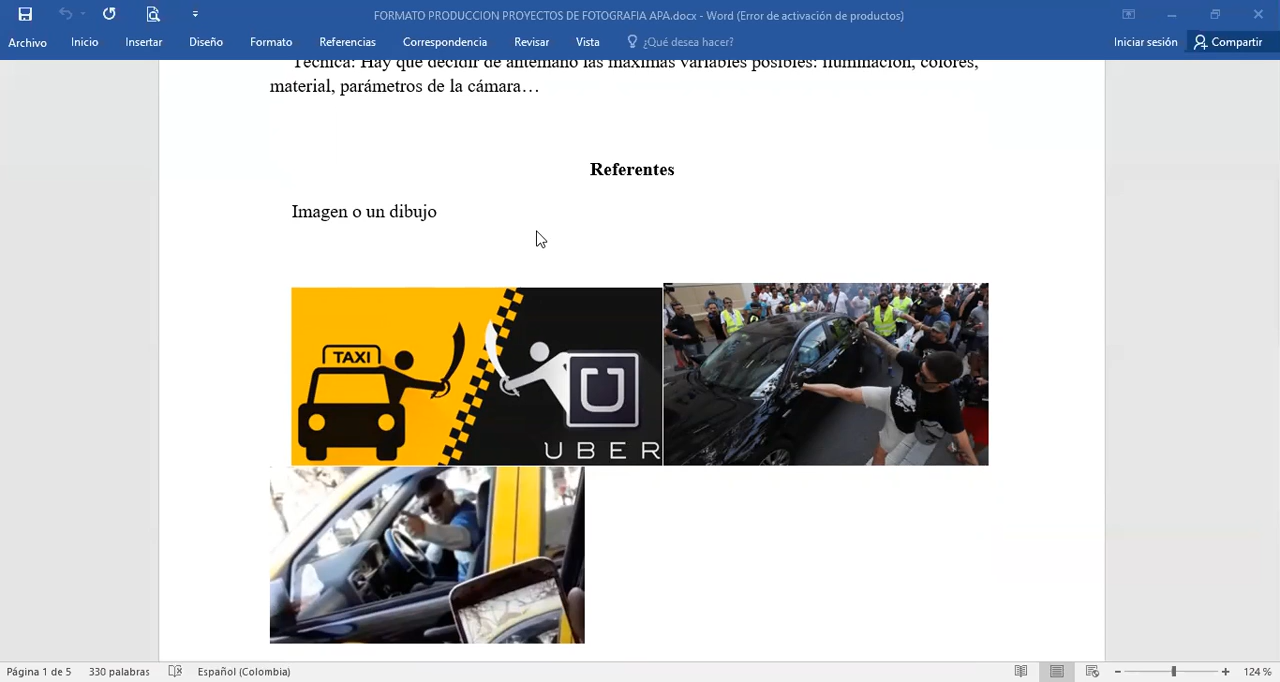 FORMATO PRODUCCION PROYECTOS DE FOTOGRAFIA APA.docx - Word (Error de activación de productos)
Archivo Inicio Insertar Diseño Formato Referencias Correspondencia Revisar Vista ¿Qué desea hacer? Iniciar sesión Compartir
Técnica: Hay que decidir de antemano las máximas variables posibles: iluminación, colores,
material, parámetros de la cámara…
Referentes
Imagen o un dibujo
TAXI
U
UBER
Página 1 de 5 330 palabras Español (Colombia) 124 %